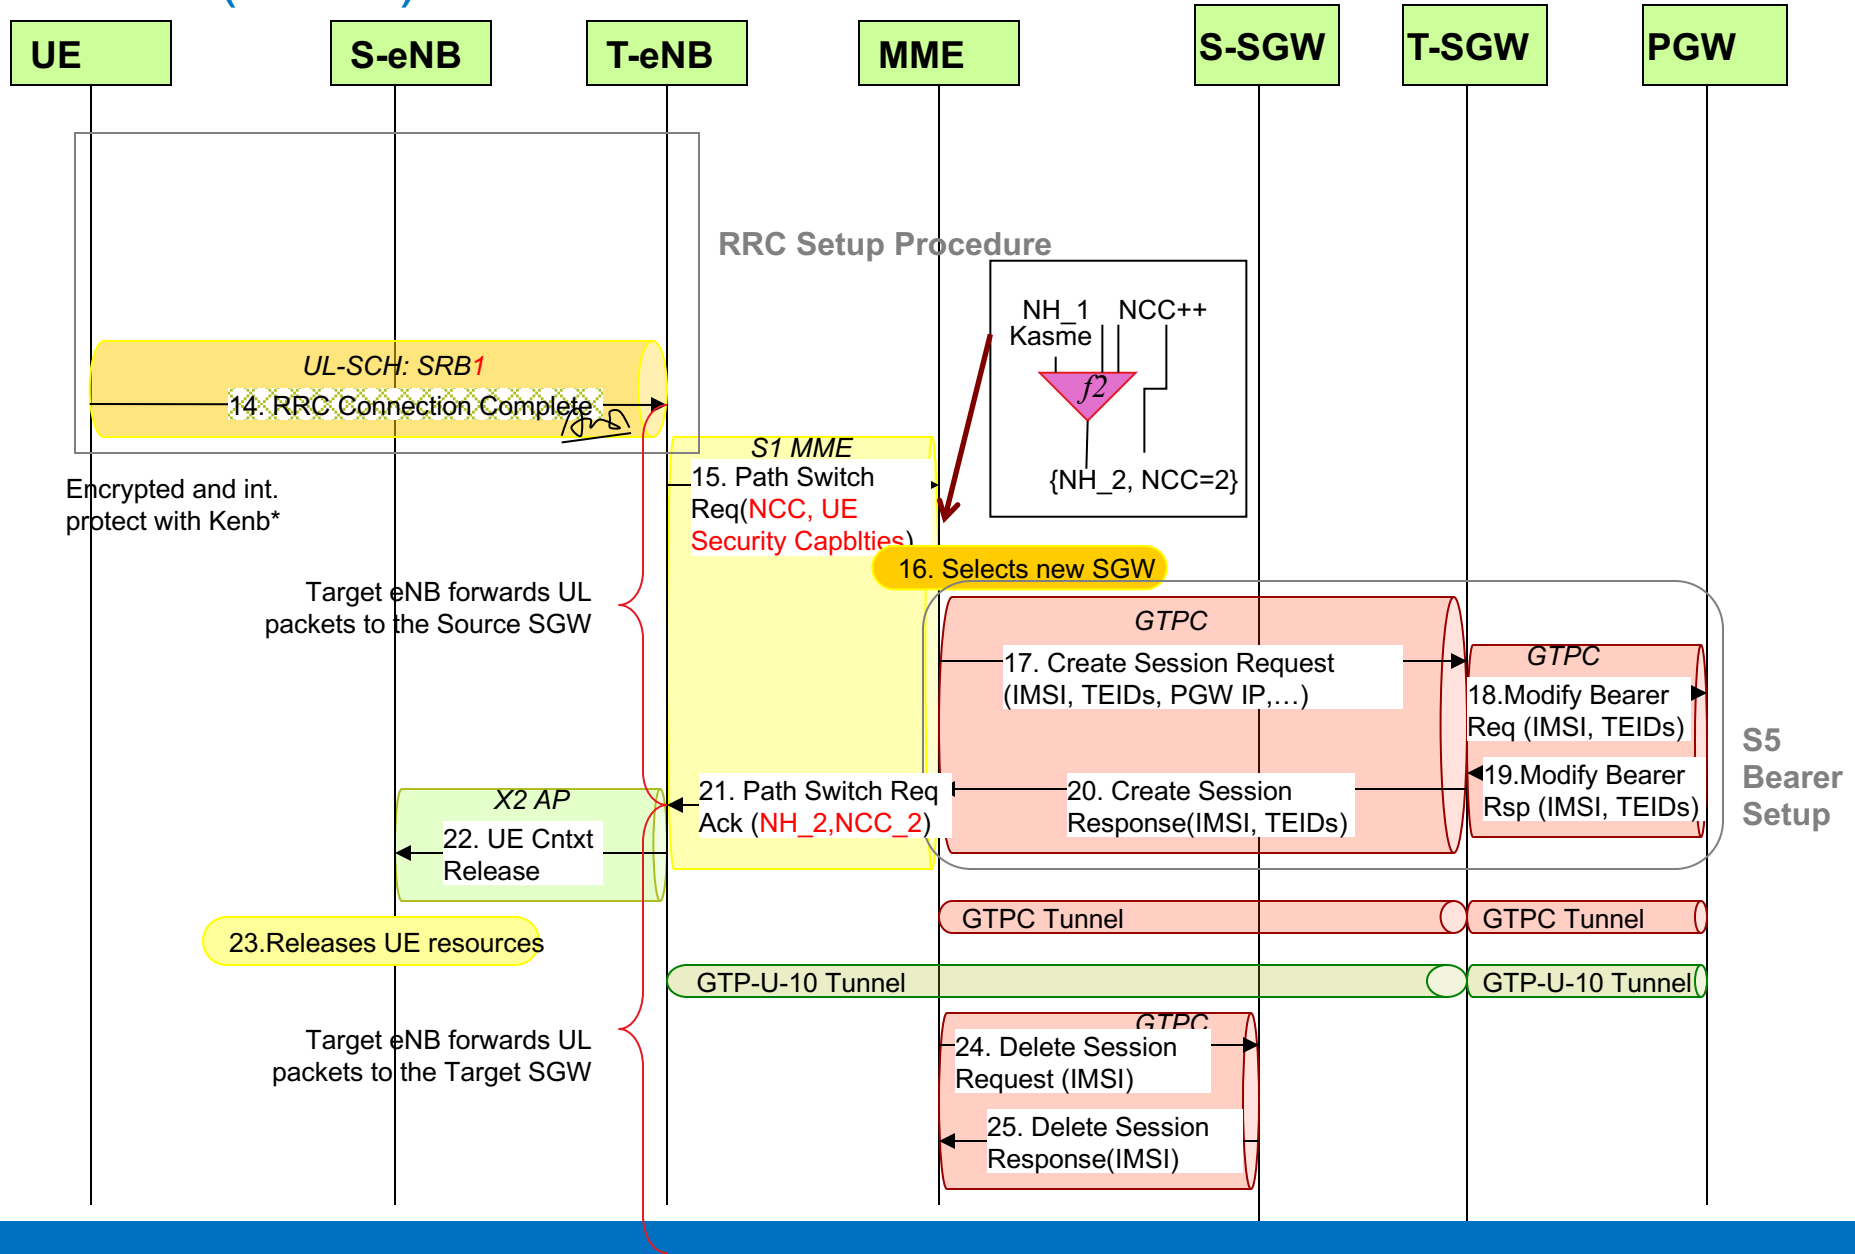 UE
S-eNB
T-eNB
MME
S-SGW
T-SGW
PGW
RRC Setup Procedure
NH_1
NCC++
Kasme
f2
{NH_2, NCC=2}
UL-SCH: SRB1
14. RRC Connection Complete
Encrypted and int.
protect with Kenb*
S1 MME
15. Path Switch
Req(NCC, UE
Security Capblties)
16. Selects new SGW
Target eNB forwards UL
packets to the Source SGW
GTPC
17. Create Session Request
(IMSI, TEIDs, PGW IP,…)
GTPC
18.Modify Bearer
Req (IMSI, TEIDs)
19.Modify Bearer
Rsp (IMSI, TEIDs)
S5
Bearer
Setup
20. Create Session
Response(IMSI, TEIDs)
21. Path Switch Req
Ack (NH_2,NCC_2)
X2 AP
22. UE Cntxt
Release
23.Releases UE resources
GTPC Tunnel
GTPC Tunnel
GTP-U-10 Tunnel
GTP-U-10 Tunnel
Target eNB forwards UL
packets to the Target SGW
GTPC
24. Delete Session
Request (IMSI)
25. Delete Session
Response(IMSI)